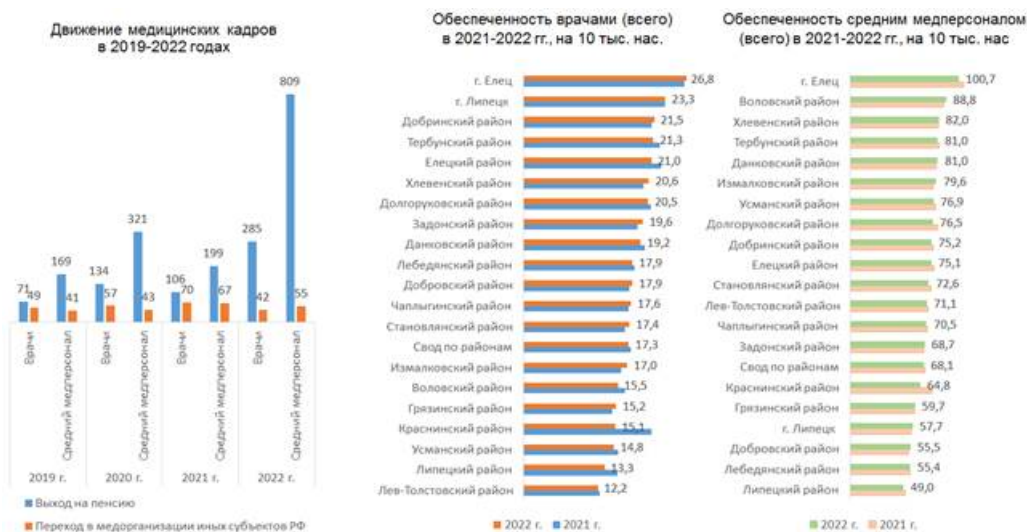 Движение медицинских кадров
в 2019-2022 годах
809
321
285
169
199
134
106
71
49
41
57
43
70
67
42
55
Врачи
Средний медперсонал
Врачи
Средний медперсонал
Врачи
Средний медперсонал
Врачи
Средний медперсонал
2019 г.
2020 г.
2021 г.
2022 г.
Выход на пенсию
Переход в медорганизации иных субъектов РФ
Обеспеченность врачами (всего)
в 2021-2022 гг., на 10 тыс. нас.
г. Елец 26,8
г. Липецк 23,3
Добринский район 21,5
Тербунский район 21,3
Елецкий район 21,0
Хлевенский район 20,6
Долгоруковский район 20,5
Задонский район 19,6
Данковский район 19,2
Лебедянский район 17,9
Добровский район 17,9
Чаплыгинский район 17,6
Становлянский район 17,4
Свод по районам 17,3
Измалковский район 17,0
Воловский район 15,5
Грязинский район 15,2
Краснинский район 15,1
Усманский район 14,8
Липецкий район 13,3
Лев-Толстовский район 12,2
2022 г. 2021 г.
Обеспеченность средним медперсоналом
(всего) в 2021-2022 гг., на 10 тыс. нас
г. Елец 100,7
Воловский район 88,8
Хлевенский район 82,0
Тербунский район 81,0
Данковский район 81,0
Измалковский район 79,6
Усманский район 76,9
Долгоруковский район 76,5
Добринский район 75,2
Елецкий район 75,1
Становлянский район 72,6
Лев-Толстовский район 71,1
Чаплыгинский район 70,5
Задонский район 68,7
Свод по районам 68,1
Краснинский район 64,8
Грязинский район 59,7
г. Липецк 57,7
Добровский район 55,5
Лебедянский район 55,4
Липецкий район 49,0
2022 г. 2021 г.